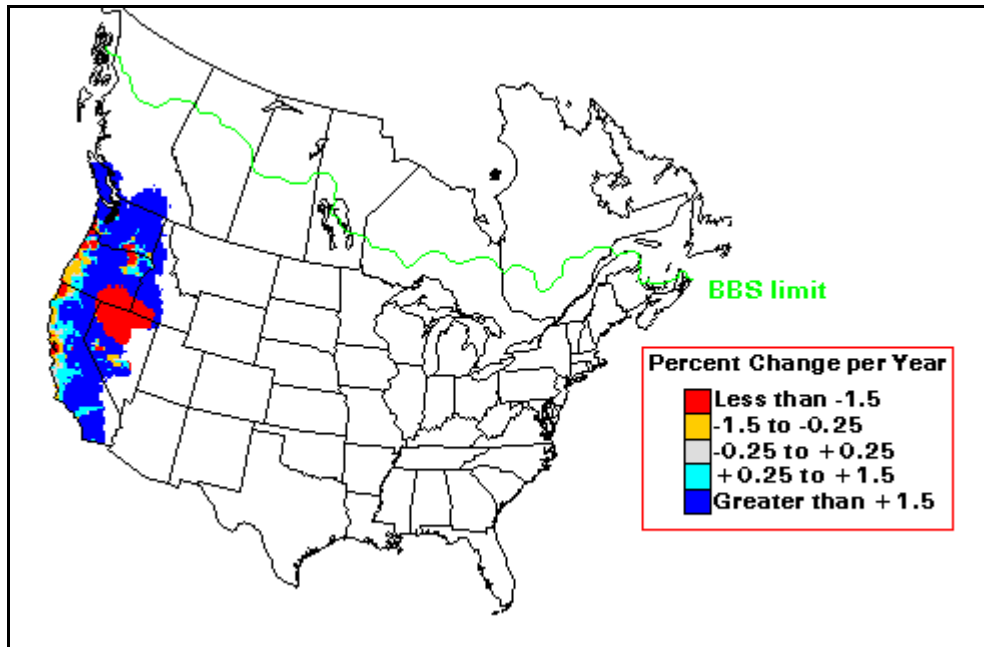 BBS limit
Percent Change per Year
Less than -1.5
-1.5 to -0.25
-0.25 to +0.25
+0.25 to +1.5
Greater than +1.5